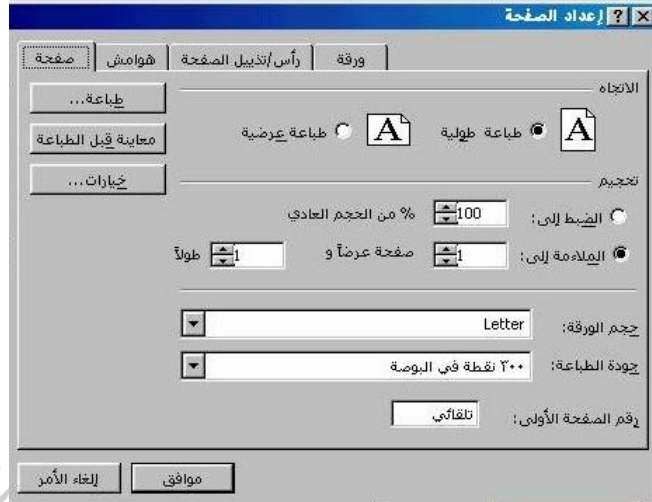 إعداد الصفحة
صفحة هوامش رأس/تذييل الصفحة ورقة
الاتجاه
طباعة...
A طباعة طولية A طباعة عرضية
معاينة قبل الطباعة
خيارات...
تحجيم
الضبط إلى: 100 % من الحجم العادي
الملاءمة إلى: 1 صفحة عرضاً و 1 طولاً
حجم الورقة: Letter
جودة الطباعة: ٣٠٠ نقطة في البوصة
رقم الصفحة الأولى: تلقائي
موافق إلغاء الأمر